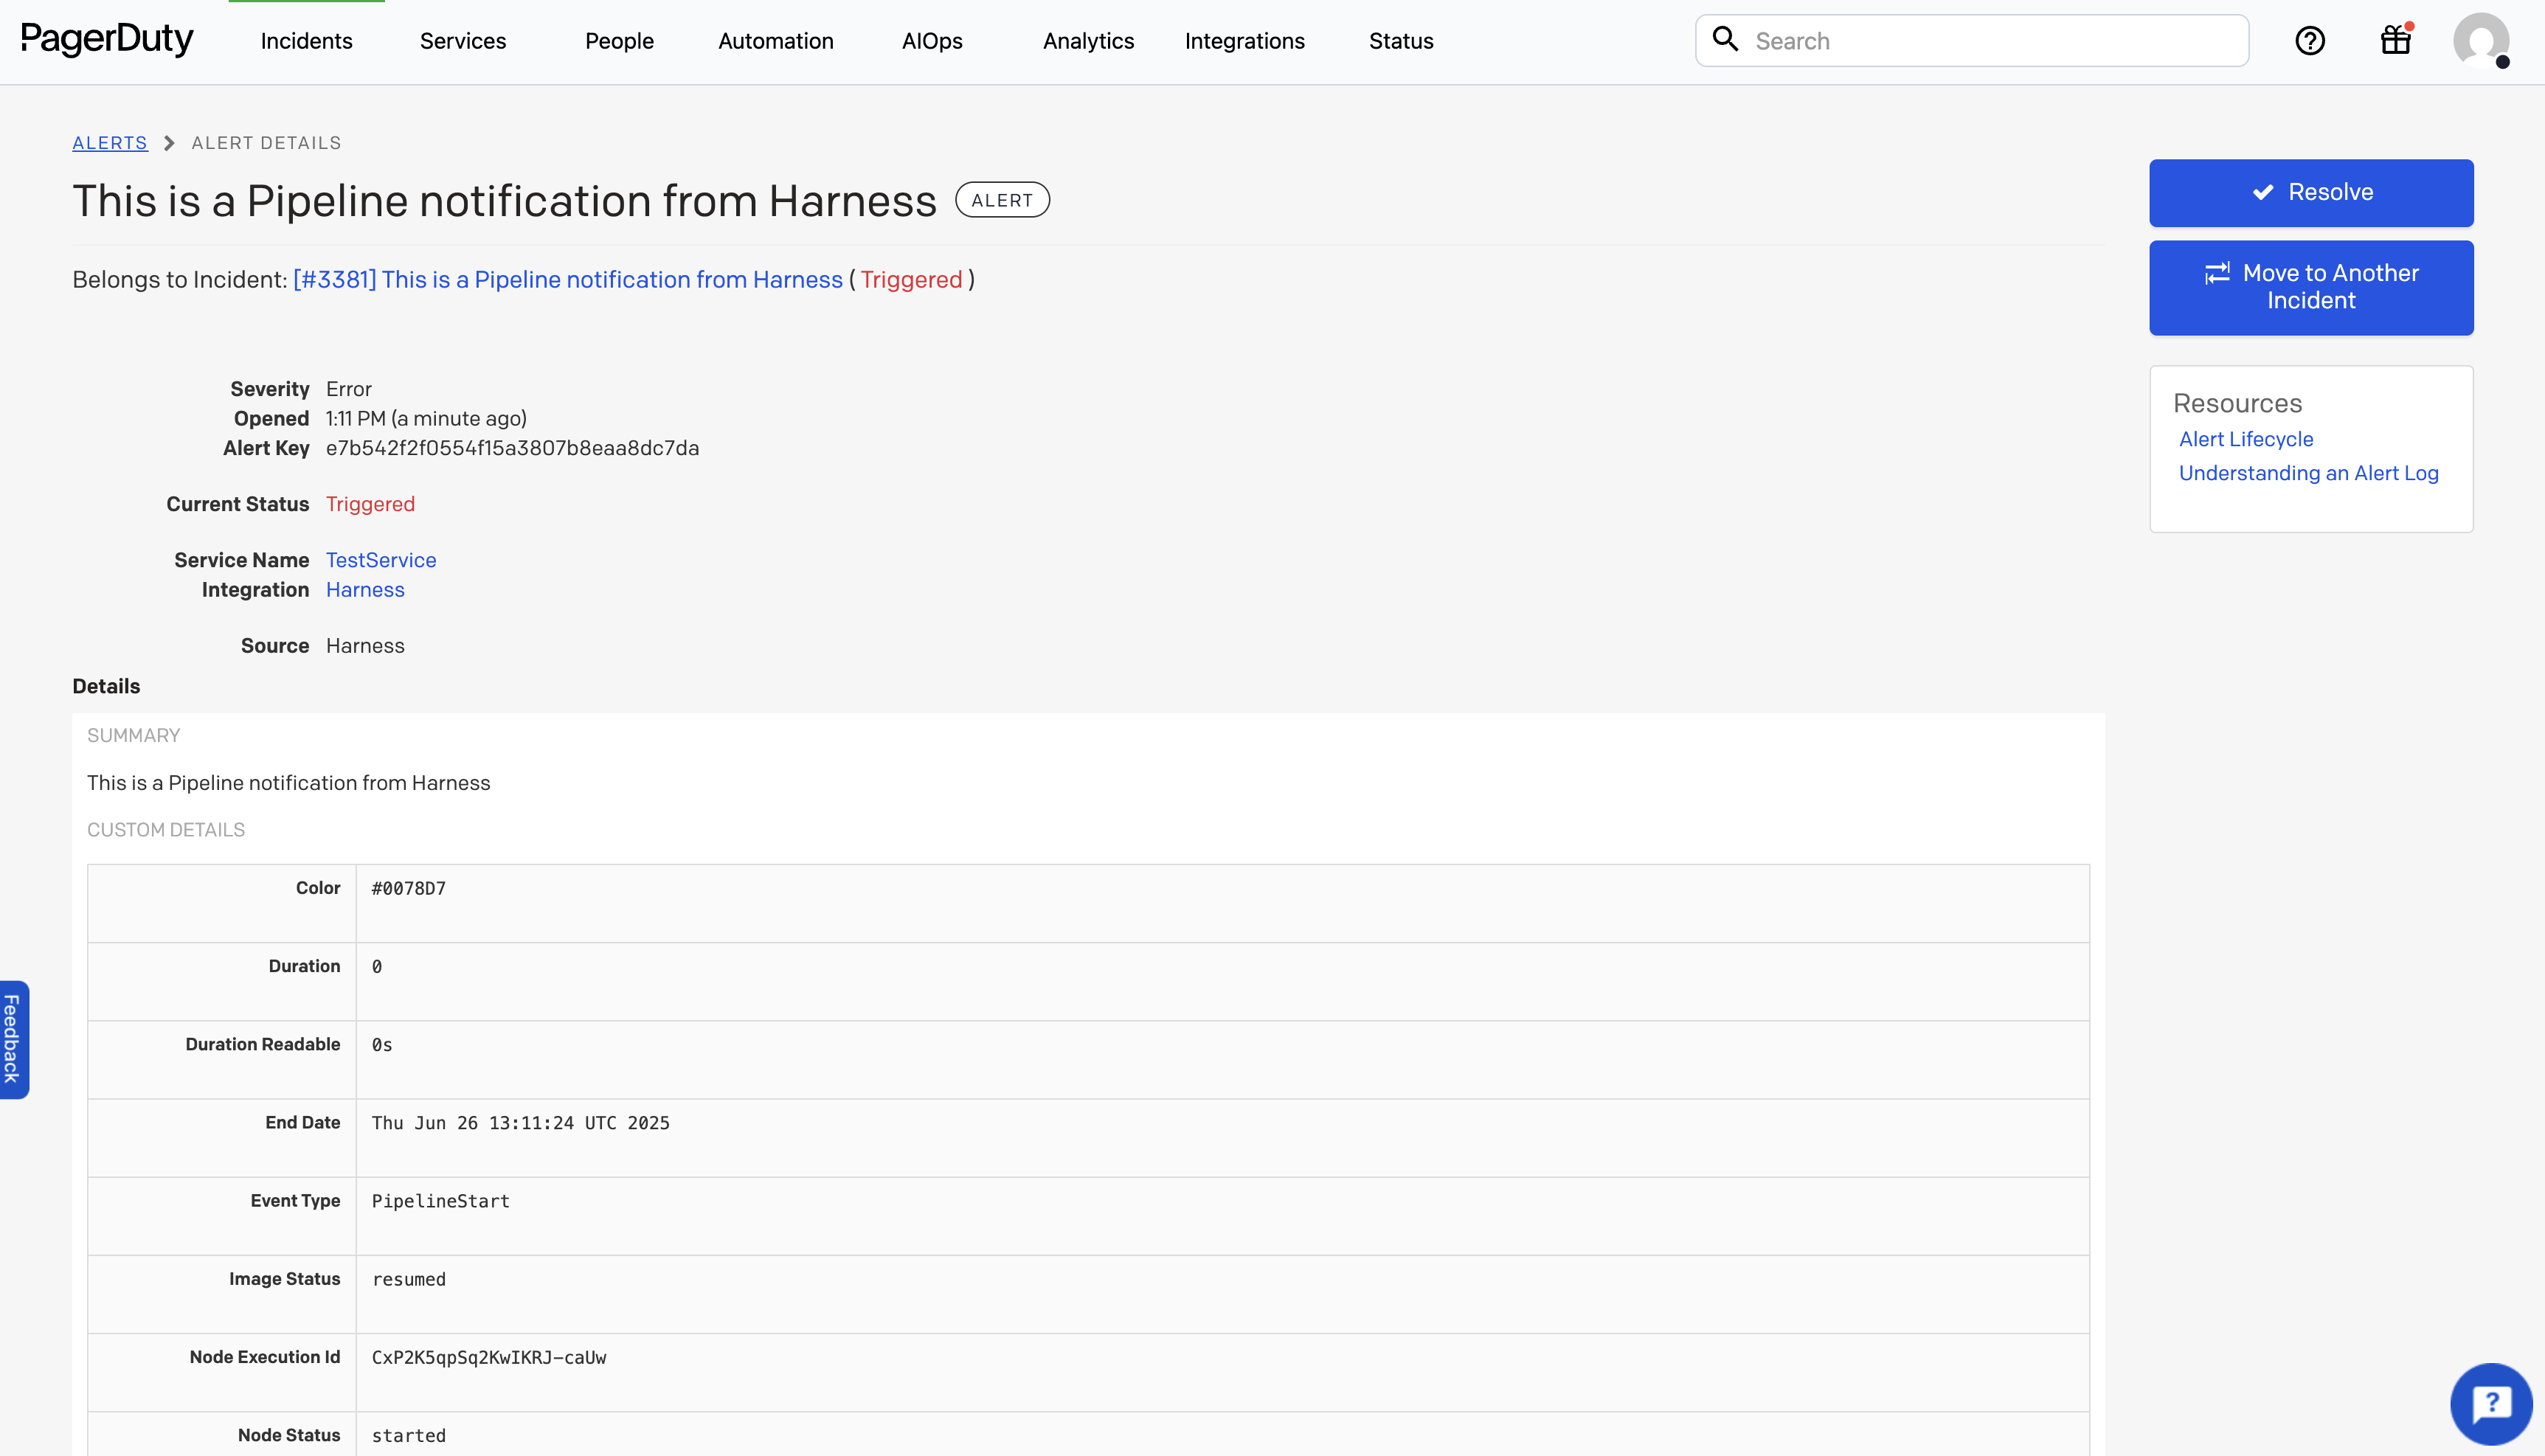 PagerDuty Incidents Services People Automation AIOps Analytics Integrations Status Search
ALERTS > ALERT DETAILS
This is a Pipeline notification from Harness ALERT
Belongs to Incident: [#3381] This is a Pipeline notification from Harness ( Triggered )
Severity Error
Opened 1:11 PM (a minute ago)
Alert Key e7b542f2f0554f15a3807b8eaa8dc7da
Current Status Triggered
Service Name TestService
Integration Harness
Source Harness
Details
SUMMARY
This is a Pipeline notification from Harness
CUSTOM DETAILS
Color #0078D7
Duration 0
Duration Readable 0s
End Date Thu Jun 26 13:11:24 UTC 2025
Event Type PipelineStart
Image Status resumed
Node Execution Id CxP2K5qpSq2KwIKRJ-caUw
Node Status started
Resolve
Move to Another
Incident
Resources
Alert Lifecycle
Understanding an Alert Log
Feedback